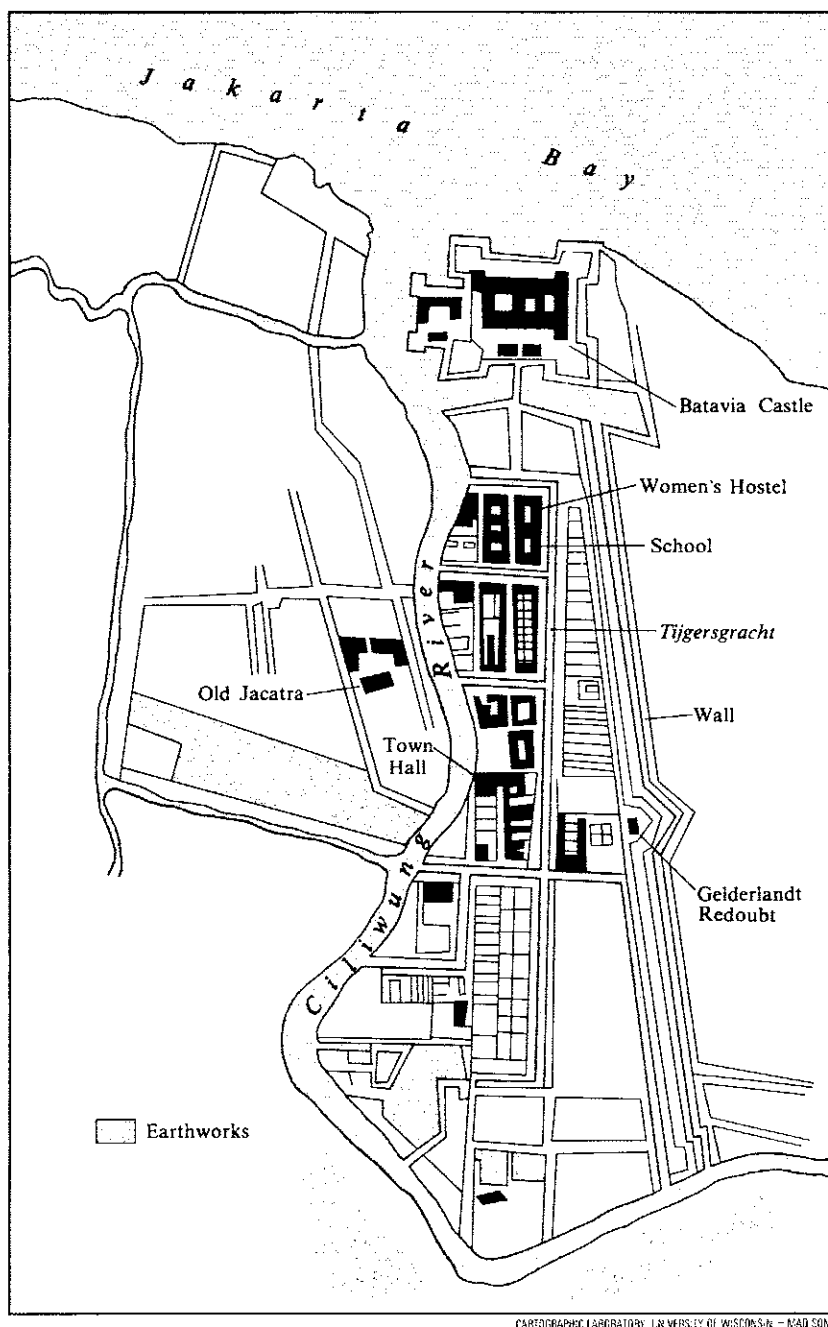 Jakarta Bay
Batavia Castle
Women's Hostel
School
Tijgersgracht
Old Jacatra
Wall
Town
Hall
Gelderlandt
Redoubt
Ciliwung River
Earthworks
CARTOGRAPHIC LABORATORY, UNIVERSITY OF WISCONSIN – MADISON